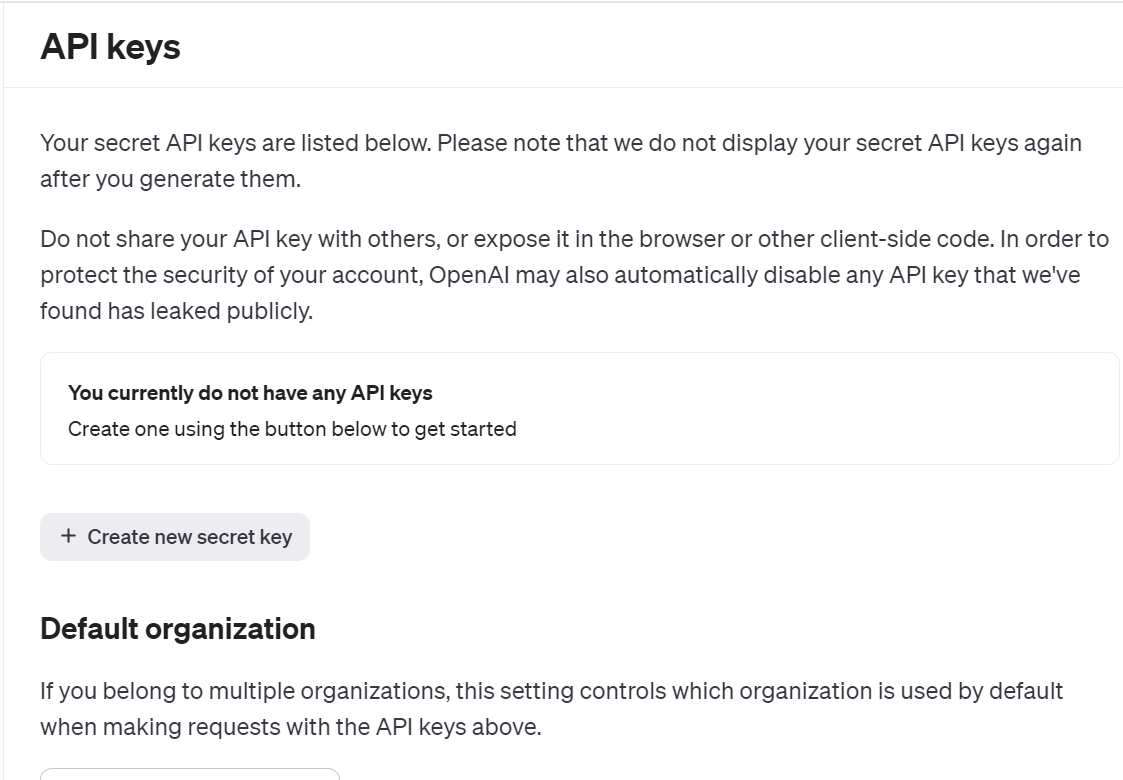 API keys
Your secret API keys are listed below. Please note that we do not display your secret API keys again
after you generate them.
Do not share your API key with others, or expose it in the browser or other client-side code. In order to
protect the security of your account, OpenAI may also automatically disable any API key that we've
found has leaked publicly.
You currently do not have any API keys
Create one using the button below to get started
+ Create new secret key
Default organization
If you belong to multiple organizations, this setting controls which organization is used by default
when making requests with the API keys above.